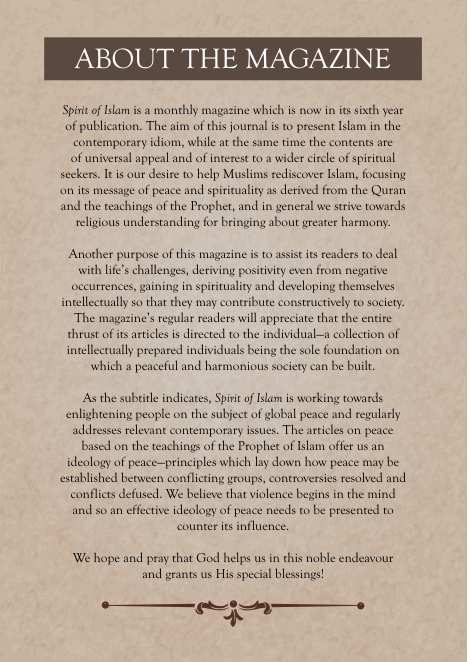 ABOUT THE MAGAZINE
Spirit of Islam is a monthly magazine which is now in its sixth year
of publication. The aim of this journal is to present Islam in the
contemporary idiom, while at the same time the contents are
of universal appeal and of interest to a wider circle of spiritual
seekers. It is our desire to help Muslims rediscover Islam, focusing
on its message of peace and spirituality as derived from the Quran
and the teachings of the Prophet, and in general we strive towards
religious understanding for bringing about greater harmony.
Another purpose of this magazine is to assist its readers to deal
with life's challenges, deriving positivity even from negative
occurrences, gaining in spirituality and developing themselves
intellectually so that they may contribute constructively to society.
The magazine's regular readers will appreciate that the entire
thrust of its articles is directed to the individual—a collection of
intellectually prepared individuals being the sole foundation on
which a peaceful and harmonious society can be built.
As the subtitle indicates, Spirit of Islam is working towards
enlightening people on the subject of global peace and regularly
addresses relevant contemporary issues. The articles on peace
based on the teachings of the Prophet of Islam offer us an
ideology of peace—principles which lay down how peace may be
established between conflicting groups, controversies resolved and
conflicts defused. We believe that violence begins in the mind
and so an effective ideology of peace needs to be presented to
counter its influence.
We hope and pray that God helps us in this noble endeavour
and grants us His special blessings!